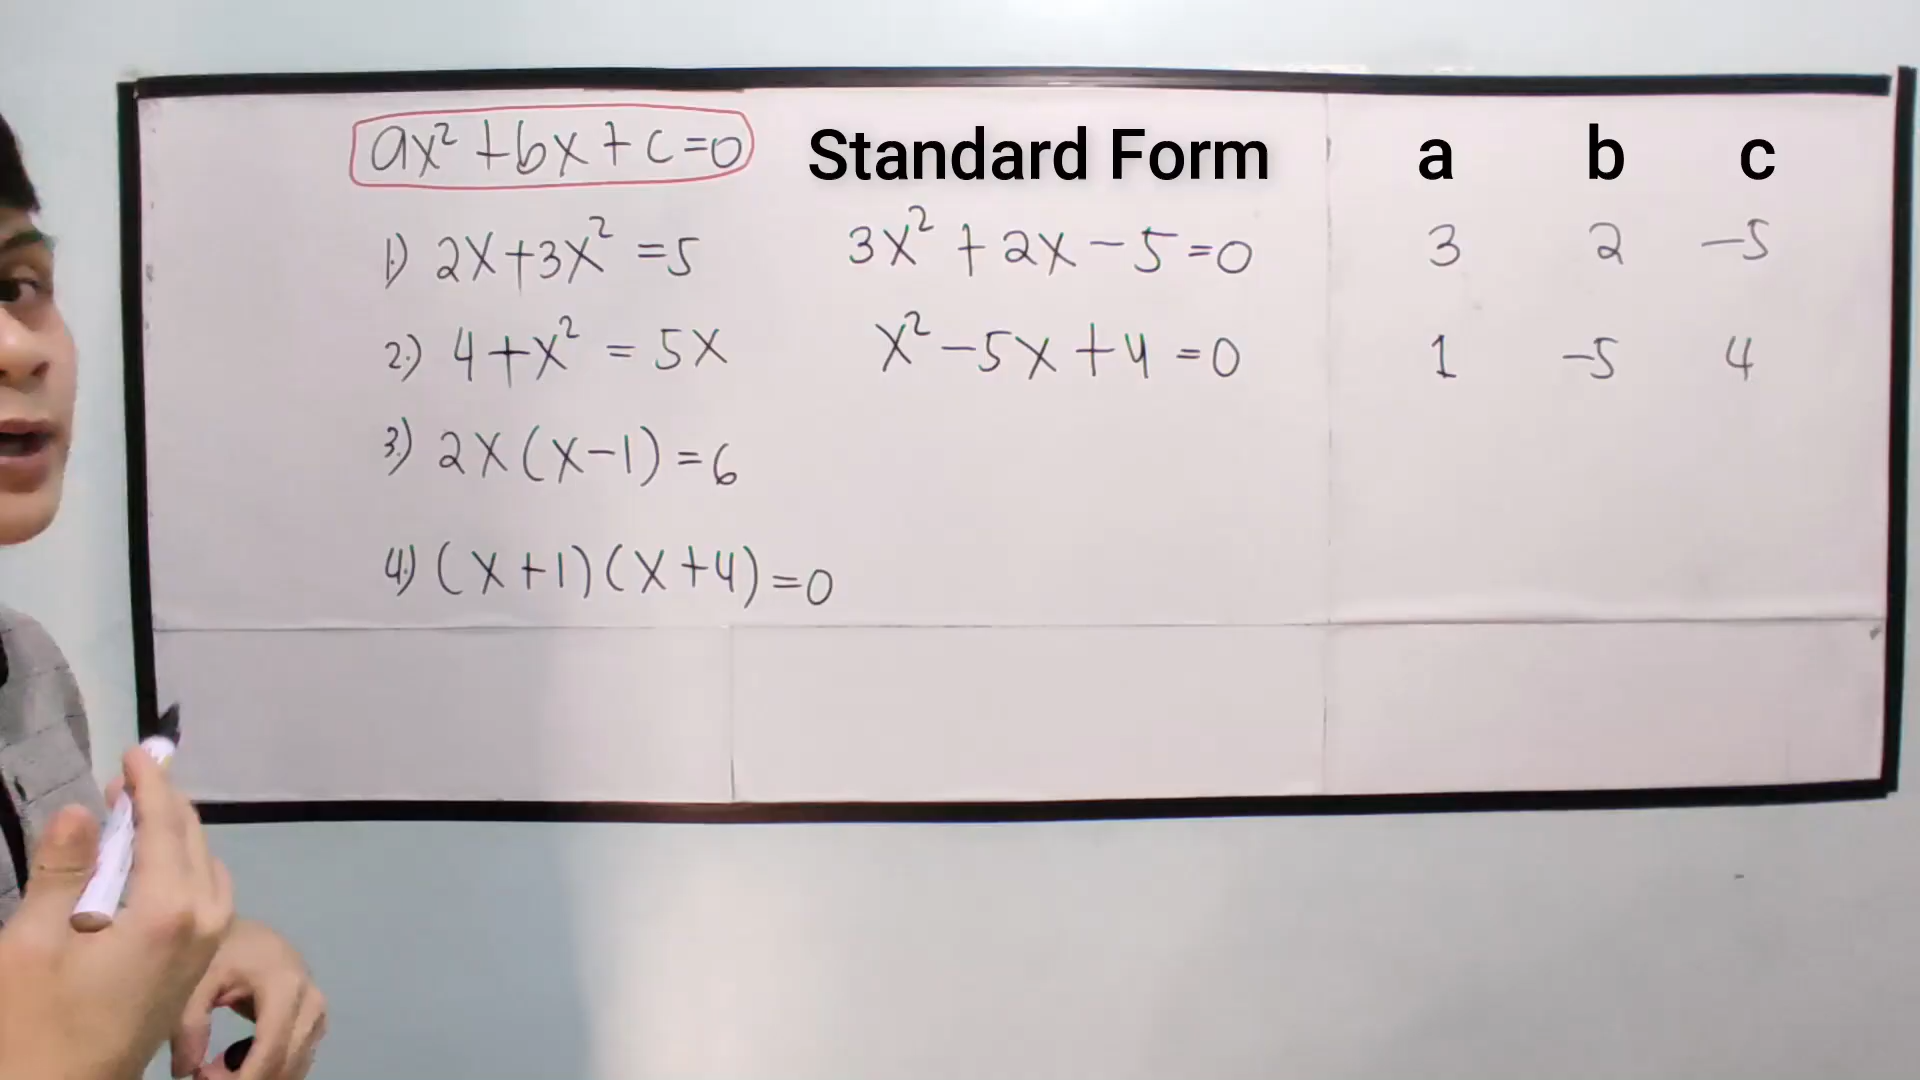 ax² + bx + c = 0 Standard Form a b c
1.) 2x + 3x² = 5 3x² + 2x - 5 = 0 3 2 -5
2.) 4 + x² = 5x x² - 5x + 4 = 0 1 -5 4
3.) 2x(x-1) = 6
4.) (x+1)(x+4) = 0